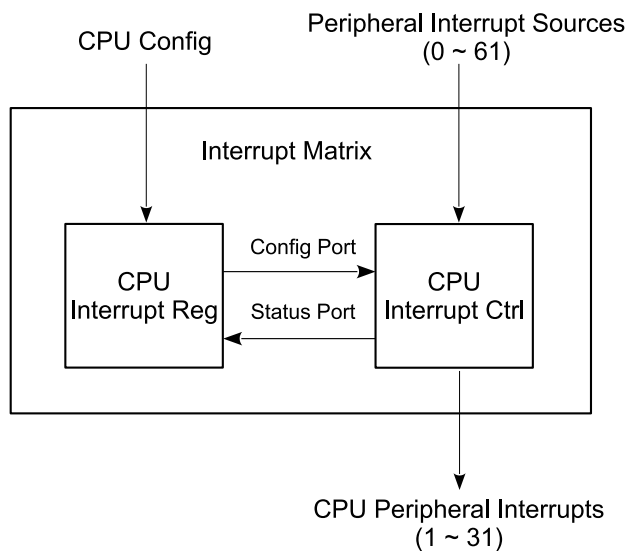 CPU Config
Peripheral Interrupt Sources
(0 ~ 61)
Interrupt Matrix
CPU
Interrupt Reg
Config Port
Status Port
CPU
Interrupt Ctrl
CPU Peripheral Interrupts
(1 ~ 31)